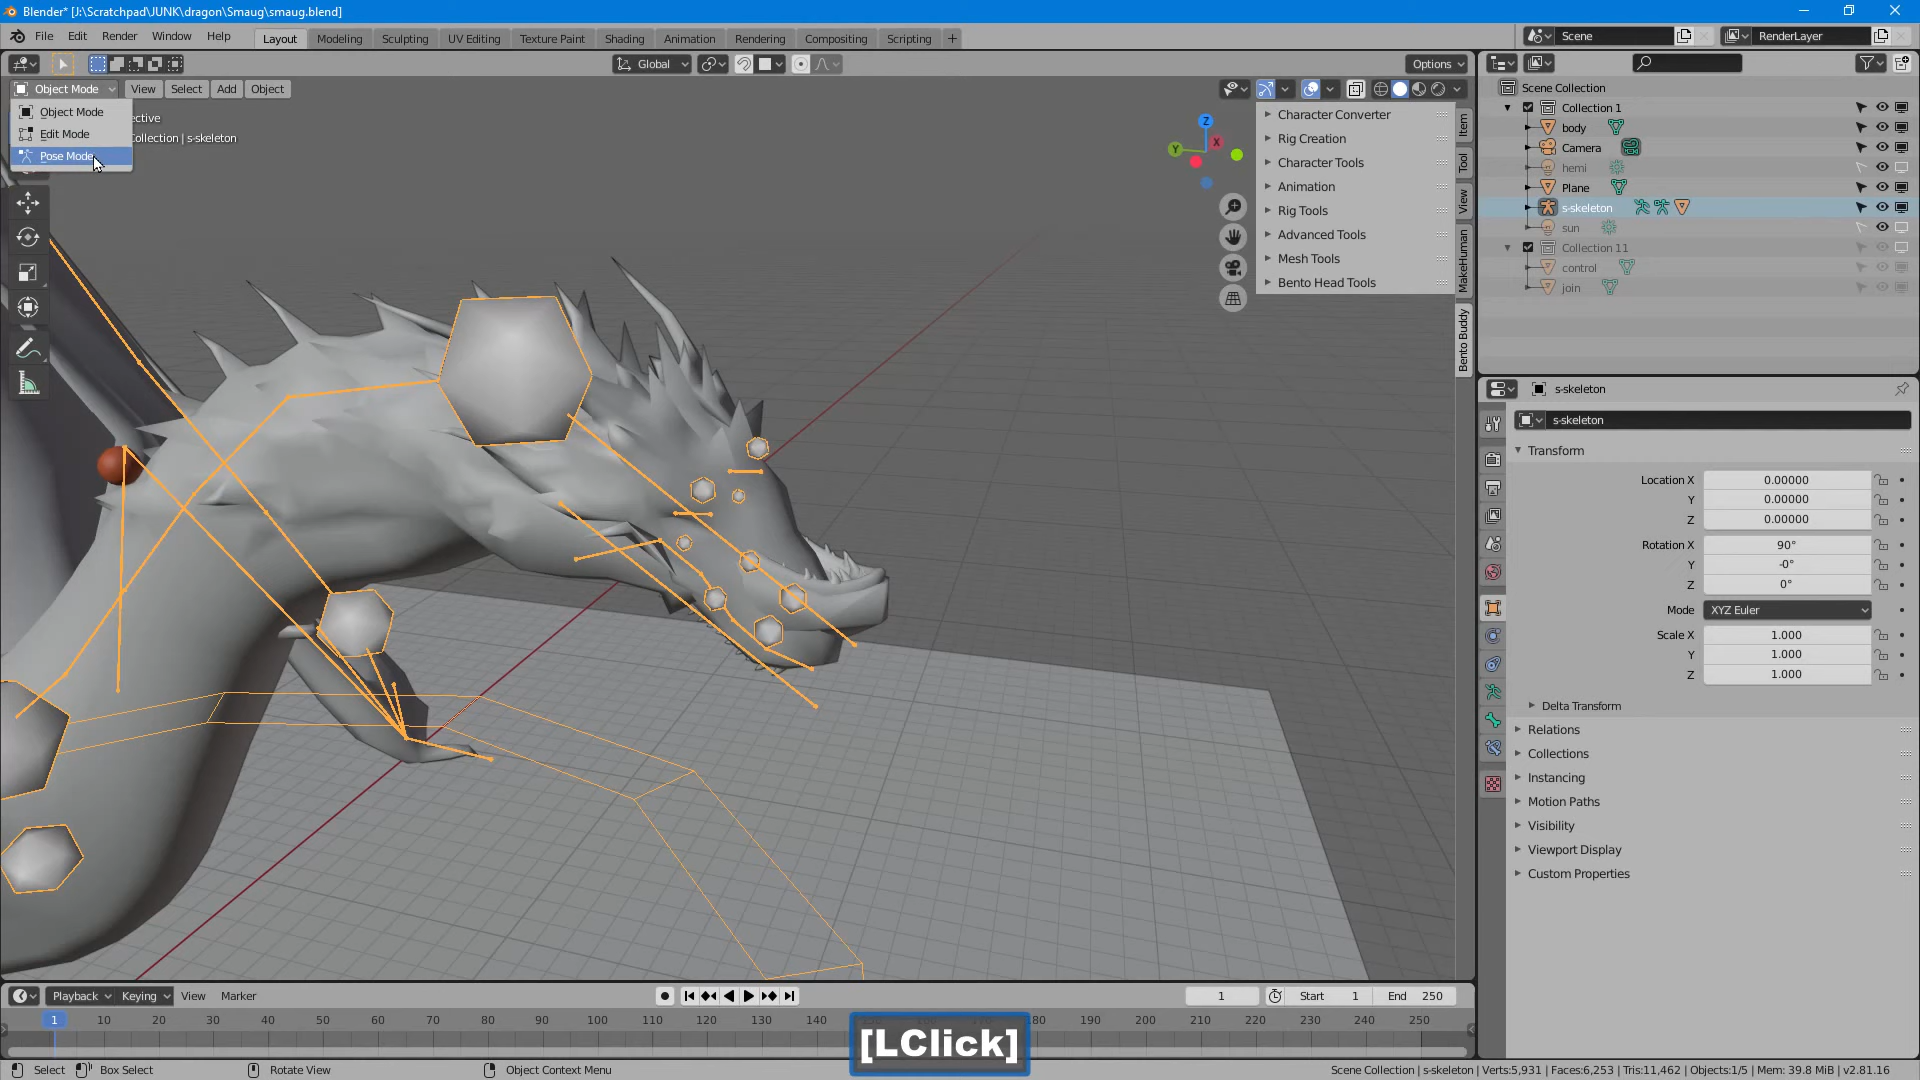 Blender* [J:\Scratchpad\JUNK\dragon\Smaug\smaug.blend]
File Edit Render Window Help
Layout Modeling Sculpting UV Editing Texture Paint Shading Animation Rendering Compositing Scripting +
Scene
RenderLayer
Global
Options
Object Mode
View Select Add Object
Object Mode
Edit Mode
Pose Mode
ective
Collection | s-skeleton
Z
X
Y
Character Converter
Rig Creation
Character Tools
Animation
Rig Tools
Advanced Tools
Mesh Tools
Bento Head Tools
Item
Tool
View
MakeHuman
Bento Buddy
Scene Collection
Collection 1
body
Camera
hemi
Plane
s-skeleton
sun
Collection 11
control
join
s-skeleton
s-skeleton
Transform
Location X 0.00000
Y 0.00000
Z 0.00000
Rotation X 90°
Y -0°
Z 0°
Mode XYZ Euler
Scale X 1.000
Y 1.000
Z 1.000
Delta Transform
Relations
Collections
Instancing
Motion Paths
Visibility
Viewport Display
Custom Properties
Playback Keying View Marker
1
Start 1
End 250
1 10 20 30 40 50 60 70 80 90 100 110 120 130 140 180 190 200 210 220 230 240 250
[LClick]
Select Box Select Rotate View Object Context Menu
Scene Collection | s-skeleton | Verts:5,931 | Faces:6,253 | Tris:11,462 | Objects:1/5 | Mem: 39.8 MiB | v2.81.16